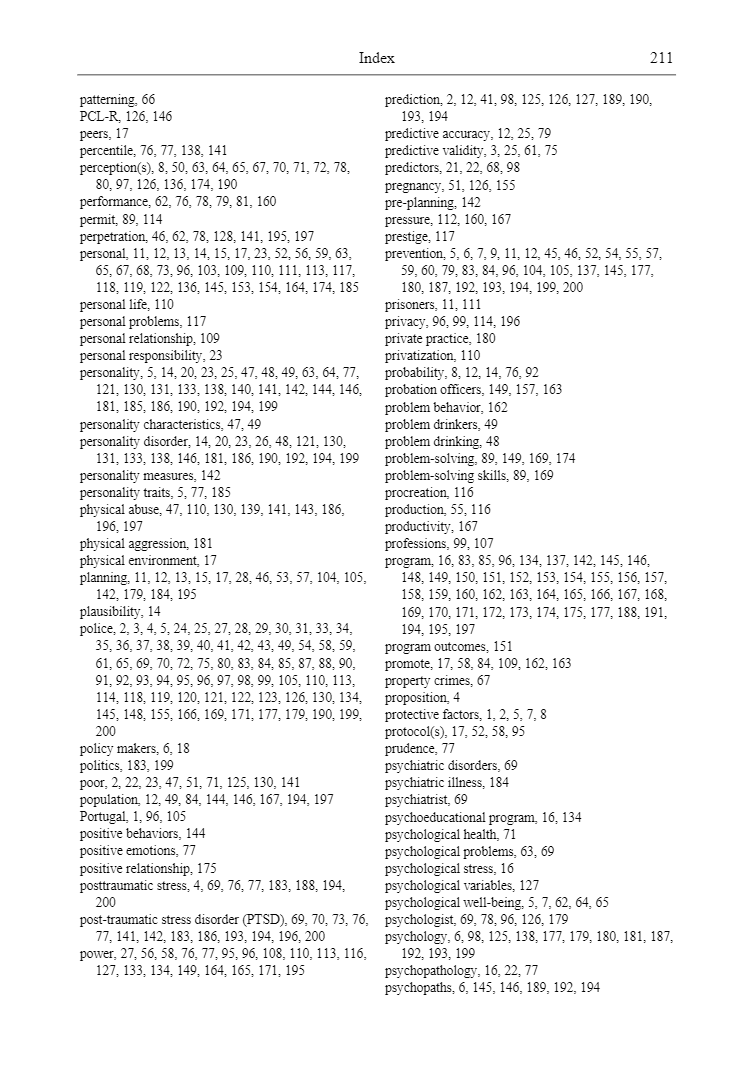 Index
211
patterning, 66
PCL-R, 126, 146
peers, 17
percentile, 76, 77, 138, 141
perception(s), 8, 50, 63, 64, 65, 67, 70, 71, 72, 78,
80, 97, 126, 136, 174, 190
performance, 62, 76, 78, 79, 81, 160
permit, 89, 114
perpetration, 46, 62, 78, 128, 141, 195, 197
personal, 11, 12, 13, 14, 15, 17, 23, 52, 56, 59, 63,
65, 67, 68, 73, 96, 103, 109, 110, 111, 113, 117,
118, 119, 122, 136, 145, 153, 154, 164, 174, 185
personal life, 110
personal problems, 117
personal relationship, 109
personal responsibility, 23
personality, 5, 14, 20, 23, 25, 47, 48, 49, 63, 64, 77,
121, 130, 131, 133, 138, 140, 141, 142, 144, 146,
181, 185, 186, 190, 192, 194, 199
personality characteristics, 47, 49
personality disorder, 14, 20, 23, 26, 48, 121, 130,
131, 133, 138, 146, 181, 186, 190, 192, 194, 199
personality measures, 142
personality traits, 5, 77, 185
physical abuse, 47, 110, 130, 139, 141, 143, 186,
196, 197
physical aggression, 181
physical environment, 17
planning, 11, 12, 13, 15, 17, 28, 46, 53, 57, 104, 105,
142, 179, 184, 195
plausibility, 14
police, 2, 3, 4, 5, 24, 25, 27, 28, 29, 30, 31, 33, 34,
35, 36, 37, 38, 39, 40, 41, 42, 43, 49, 54, 58, 59,
61, 65, 69, 70, 72, 75, 80, 83, 84, 85, 87, 88, 90,
91, 92, 93, 94, 95, 96, 97, 98, 99, 105, 110, 113,
114, 118, 119, 120, 121, 122, 123, 126, 130, 134,
145, 148, 155, 166, 169, 171, 177, 179, 190, 199,
200
policy makers, 6, 18
politics, 183, 199
poor, 2, 22, 23, 47, 51, 71, 125, 130, 141
population, 12, 49, 84, 144, 146, 167, 194, 197
Portugal, 1, 96, 105
positive behaviors, 144
positive emotions, 77
positive relationship, 175
posttraumatic stress, 4, 69, 76, 77, 183, 188, 194,
200
post-traumatic stress disorder (PTSD), 69, 70, 73, 76,
77, 141, 142, 183, 186, 193, 194, 196, 200
power, 27, 56, 58, 76, 77, 95, 96, 108, 110, 113, 116,
127, 133, 134, 149, 164, 165, 171, 195
prediction, 2, 12, 41, 98, 125, 126, 127, 189, 190,
193, 194
predictive accuracy, 12, 25, 79
predictive validity, 3, 25, 61, 75
predictors, 21, 22, 68, 98
pregnancy, 51, 126, 155
pre-planning, 142
pressure, 112, 160, 167
prestige, 117
prevention, 5, 6, 7, 9, 11, 12, 45, 46, 52, 54, 55, 57,
59, 60, 79, 83, 84, 96, 104, 105, 137, 145, 177,
180, 187, 192, 193, 194, 199, 200
prisoners, 11, 111
privacy, 96, 99, 114, 196
private practice, 180
privatization, 110
probability, 8, 12, 14, 76, 92
probation officers, 149, 157, 163
problem behavior, 162
problem drinkers, 49
problem drinking, 48
problem-solving, 89, 149, 169, 174
problem-solving skills, 89, 169
procreation, 116
production, 55, 116
productivity, 167
professions, 99, 107
program, 16, 83, 85, 96, 134, 137, 142, 145, 146,
148, 149, 150, 151, 152, 153, 154, 155, 156, 157,
158, 159, 160, 162, 163, 164, 165, 166, 167, 168,
169, 170, 171, 172, 173, 174, 175, 177, 188, 191,
194, 195, 197
program outcomes, 151
promote, 17, 58, 84, 109, 162, 163
property crimes, 67
proposition, 4
protective factors, 1, 2, 5, 7, 8
protocol(s), 17, 52, 58, 95
prudence, 77
psychiatric disorders, 69
psychiatric illness, 184
psychiatrist, 69
psychoeducational program, 16, 134
psychological health, 71
psychological problems, 63, 69
psychological stress, 16
psychological variables, 127
psychological well-being, 5, 7, 62, 64, 65
psychologist, 69, 78, 96, 126, 179
psychology, 6, 98, 125, 138, 177, 179, 180, 181, 187,
192, 193, 199
psychopathology, 16, 22, 77
psychopaths, 6, 145, 146, 189, 192, 194